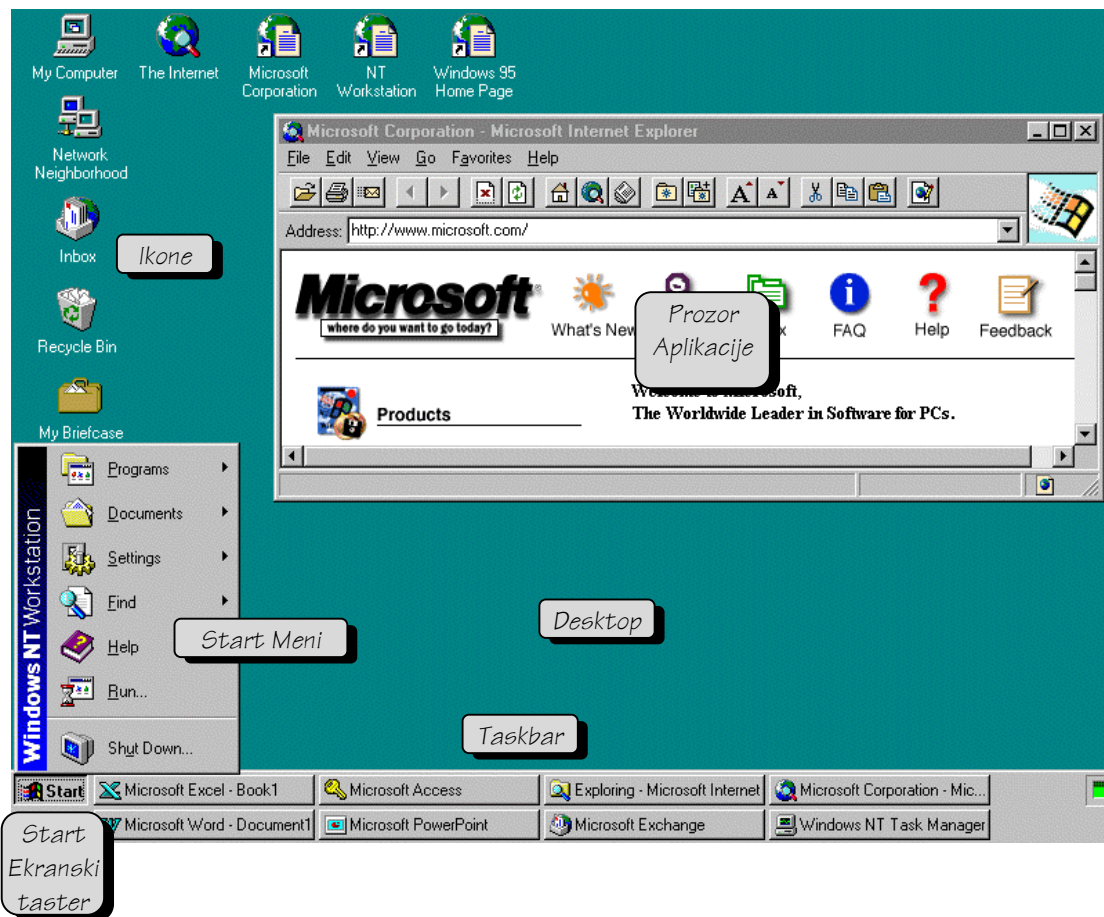 My Computer
The Internet
Microsoft
Corporation
NT
Workstation
Windows 95
Home Page
Network
Neighborhood
Inbox
Ikone
Recycle Bin
My Briefcase
Microsoft Corporation - Microsoft Internet Explorer
File Edit View Go Favorites Help
Address: http://www.microsoft.com/
Microsoft
where do you want to go today?
What's New
FAQ
Help
Feedback
Prozor
Aplikacije
Products
Welcome to Microsoft,
The Worldwide Leader in Software for PCs.
Windows NT Workstation
Programs
Documents
Settings
Find
Help
Run...
Shut Down...
Start Meni
Desktop
Taskbar
Start
Microsoft Excel - Book1
Microsoft Access
Exploring - Microsoft Internet
Microsoft Corporation - Mic...
Microsoft Word - Document1
Microsoft PowerPoint
Microsoft Exchange
Windows NT Task Manager
Start
Ekranski
taster